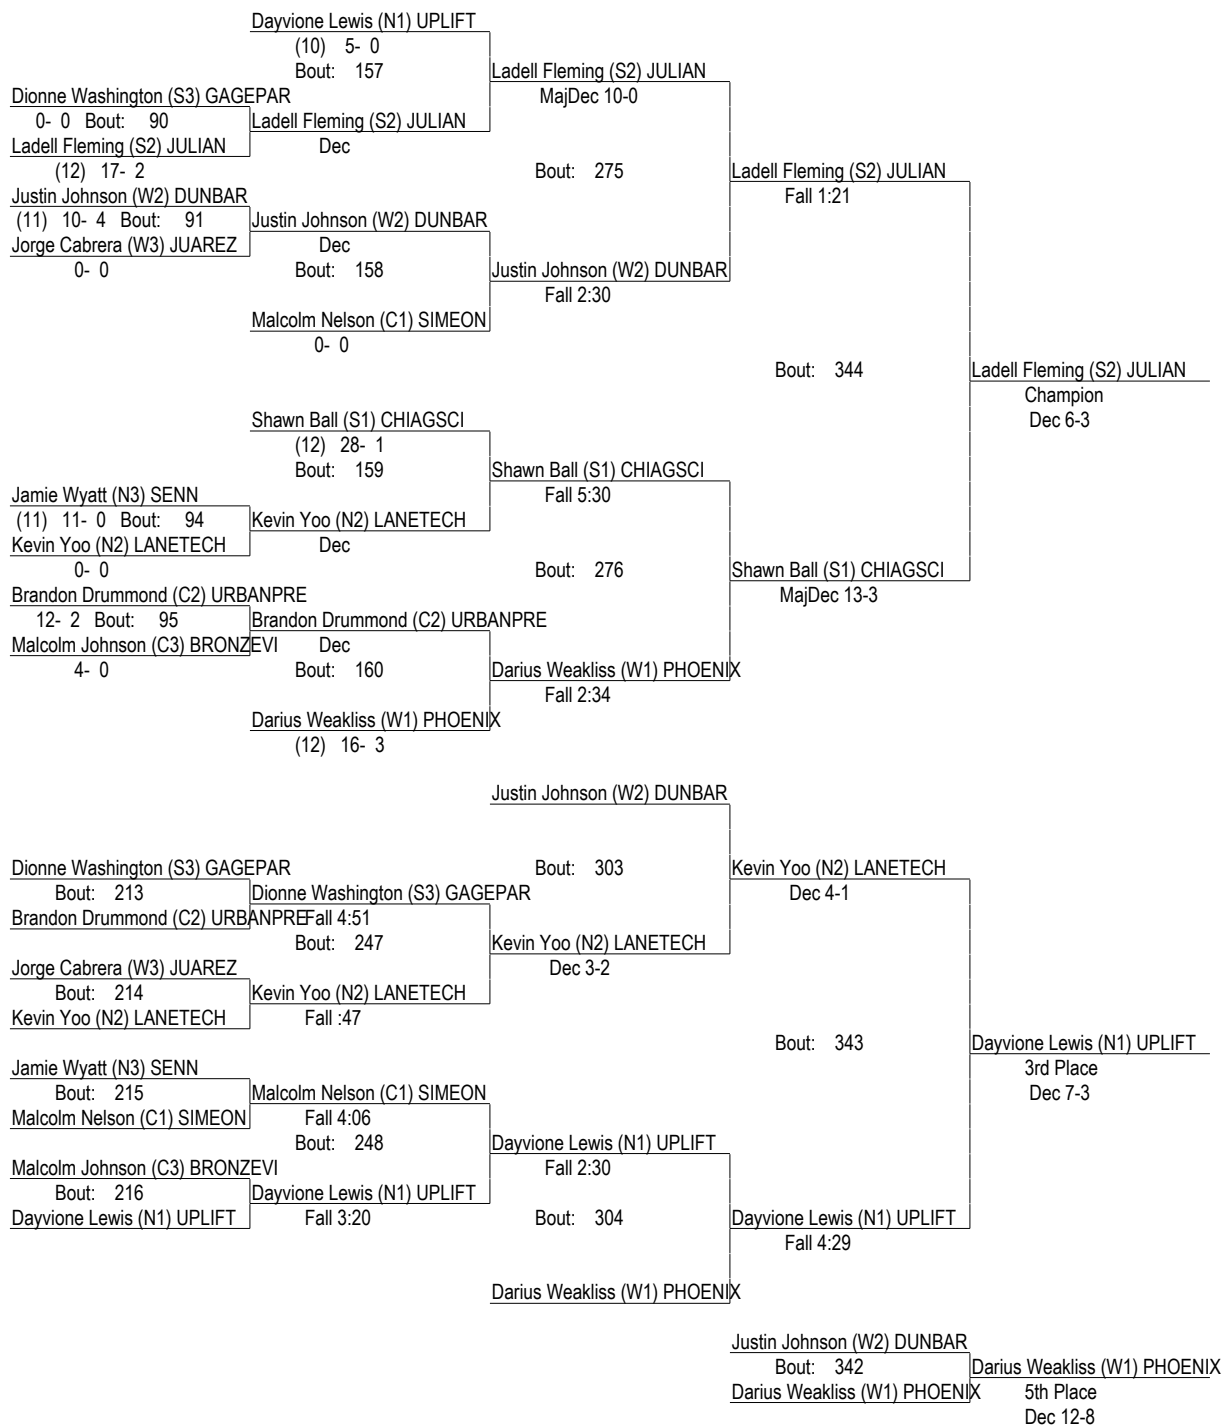 Dayvione Lewis (N1) UPLIFT
(10) 5- 0
Bout: 157
Ladell Fleming (S2) JULIAN
MajDec 10-0
Dionne Washington (S3) GAGEPAR
0- 0 Bout: 90
Ladell Fleming (S2) JULIAN
Dec
Ladell Fleming (S2) JULIAN
(12) 17- 2
Bout: 275
Ladell Fleming (S2) JULIAN
Fall 1:21
Justin Johnson (W2) DUNBAR
(11) 10- 4 Bout: 91
Justin Johnson (W2) DUNBAR
Dec
Jorge Cabrera (W3) JUAREZ
0- 0
Bout: 158
Justin Johnson (W2) DUNBAR
Fall 2:30
Malcolm Nelson (C1) SIMEON
0- 0
Bout: 344
Ladell Fleming (S2) JULIAN
Champion
Dec 6-3
Shawn Ball (S1) CHIAGSCI
(12) 28- 1
Bout: 159
Shawn Ball (S1) CHIAGSCI
Fall 5:30
Jamie Wyatt (N3) SENN
(11) 11- 0 Bout: 94
Kevin Yoo (N2) LANETECH
Dec
Kevin Yoo (N2) LANETECH
0- 0
Bout: 276
Shawn Ball (S1) CHIAGSCI
MajDec 13-3
Brandon Drummond (C2) URBANPRE
12- 2 Bout: 95
Brandon Drummond (C2) URBANPRE
Dec
Malcolm Johnson (C3) BRONZEVI
4- 0
Bout: 160
Darius Weakliss (W1) PHOENIX
Fall 2:34
Darius Weakliss (W1) PHOENIX
(12) 16- 3
Justin Johnson (W2) DUNBAR
Bout: 303
Kevin Yoo (N2) LANETECH
Dec 4-1
Dionne Washington (S3) GAGEPAR
Bout: 213
Dionne Washington (S3) GAGEPAR
Brandon Drummond (C2) URBANPRE
Fall 4:51
Bout: 247
Kevin Yoo (N2) LANETECH
Dec 3-2
Jorge Cabrera (W3) JUAREZ
Bout: 214
Kevin Yoo (N2) LANETECH
Kevin Yoo (N2) LANETECH
Fall :47
Bout: 343
Dayvione Lewis (N1) UPLIFT
3rd Place
Dec 7-3
Jamie Wyatt (N3) SENN
Bout: 215
Malcolm Nelson (C1) SIMEON
Malcolm Nelson (C1) SIMEON
Fall 4:06
Bout: 248
Dayvione Lewis (N1) UPLIFT
Fall 2:30
Malcolm Johnson (C3) BRONZEVI
Bout: 216
Dayvione Lewis (N1) UPLIFT
Dayvione Lewis (N1) UPLIFT
Fall 3:20
Bout: 304
Dayvione Lewis (N1) UPLIFT
Fall 4:29
Darius Weakliss (W1) PHOENIX
Justin Johnson (W2) DUNBAR
Bout: 342
Darius Weakliss (W1) PHOENIX
Darius Weakliss (W1) PHOENIX
5th Place
Dec 12-8